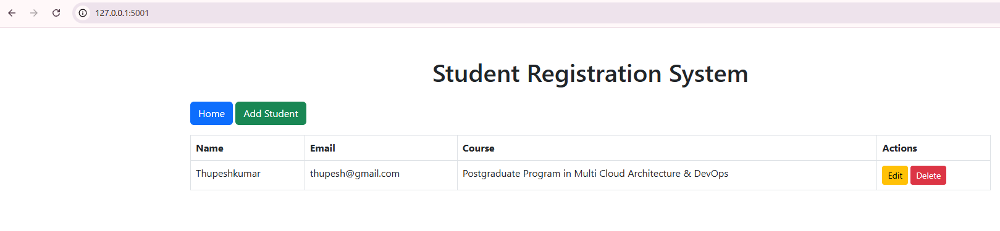 127.0.0.1:5001
Student Registration System
Home Add Student
Name Email Course Actions
Thupeshkumar thupesh@gmail.com Postgraduate Program in Multi Cloud Architecture & DevOps Edit Delete